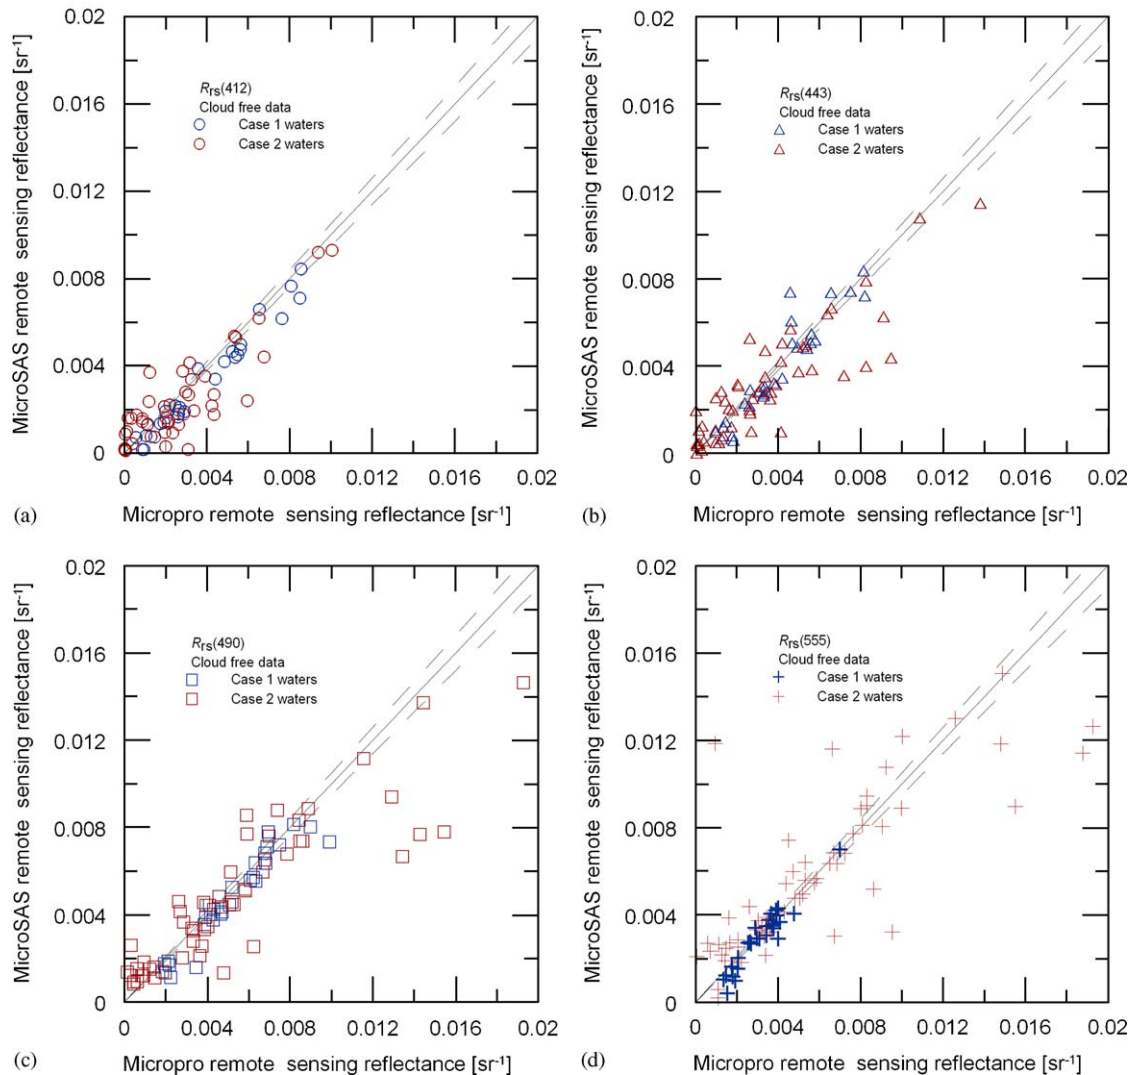 0.02
0.016
0.012
0.008
0.004
0
MicroSAS remote sensing reflectance [sr-1]
Rrs(412)
Cloud free data
Case 1 waters
Case 2 waters
0 0.004 0.008 0.012 0.016 0.02
(a) Micropro remote sensing reflectance [sr-1]
0.02
0.016
0.012
0.008
0.004
0
MicroSAS remote sensing reflectance [sr-1]
Rrs(443)
Cloud free data
Case 1 waters
Case 2 waters
0 0.004 0.008 0.012 0.016 0.02
(b) Micropro remote sensing reflectance [sr-1]
0.02
0.016
0.012
0.008
0.004
0
MicroSAS remote sensing reflectance [sr-1]
Rrs(490)
Cloud free data
Case 1 waters
Case 2 waters
0 0.004 0.008 0.012 0.016 0.02
(c) Micropro remote sensing reflectance [sr-1]
0.02
0.016
0.012
0.008
0.004
0
MicroSAS remote sensing reflectance [sr-1]
Rrs(555)
Cloud free data
Case 1 waters
Case 2 waters
0 0.004 0.008 0.012 0.016 0.02
(d) Micropro remote sensing reflectance [sr-1]